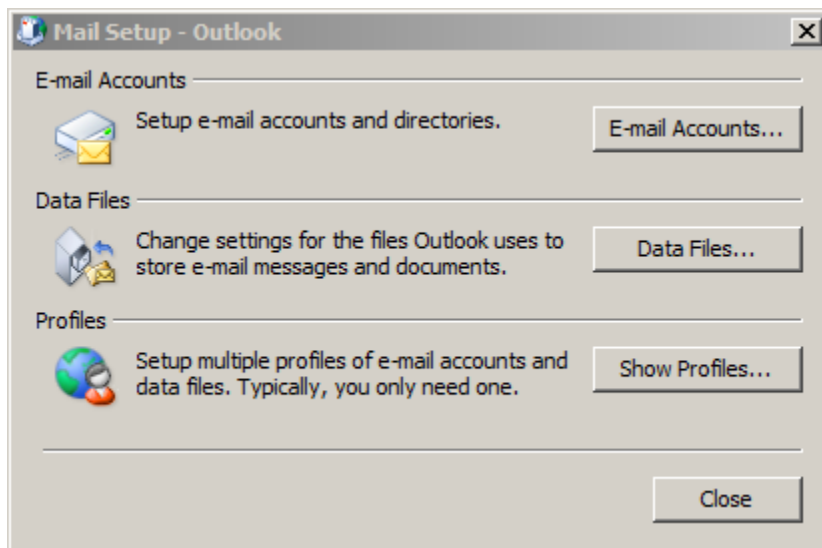 Mail Setup - Outlook
E-mail Accounts
Setup e-mail accounts and directories.
E-mail Accounts...
Data Files
Change settings for the files Outlook uses to
store e-mail messages and documents.
Data Files...
Profiles
Setup multiple profiles of e-mail accounts and
data files. Typically, you only need one.
Show Profiles...
Close